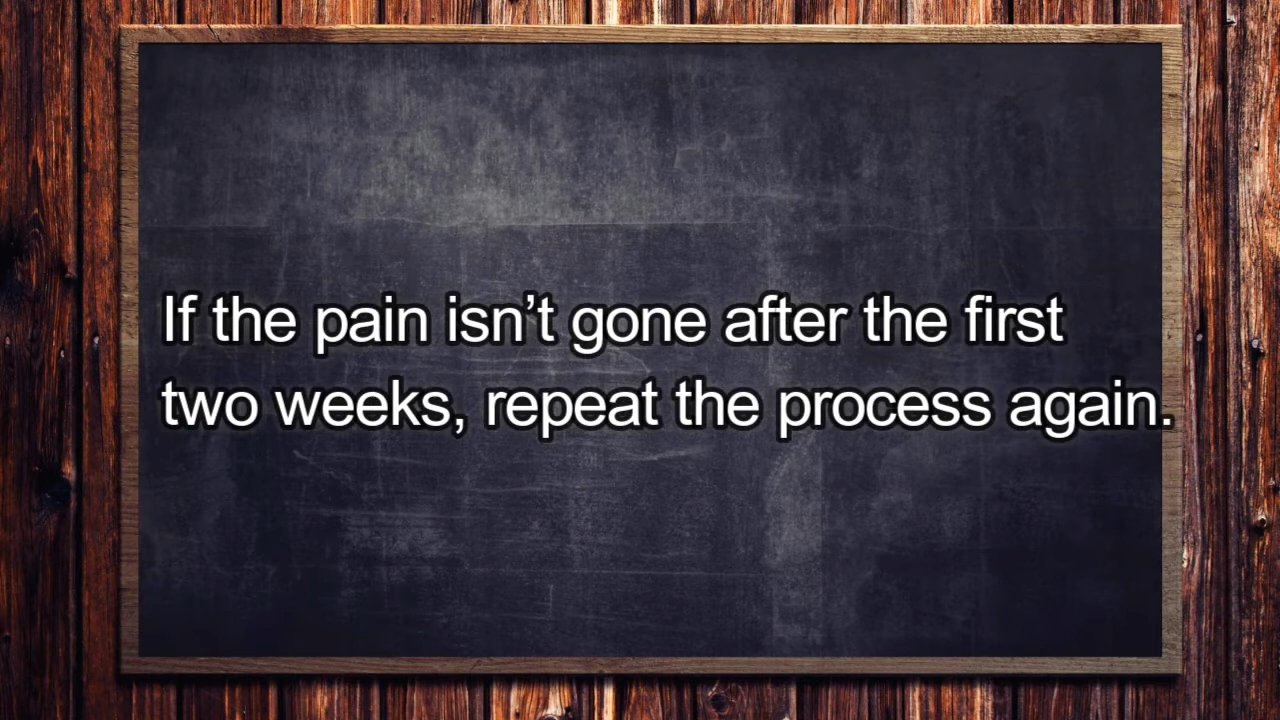 If the pain isn’t gone after the first
two weeks, repeat the process again.